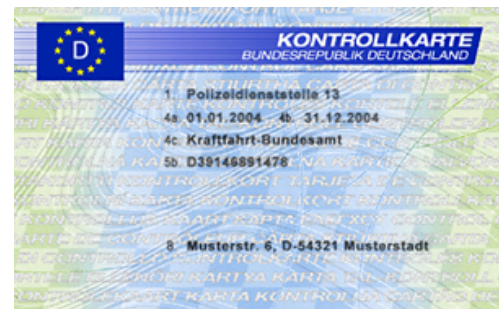 D
KONTROLLKARTE
BUNDESREPUBLIK DEUTSCHLAND
1. Polizeidienststelle 13
4a. 01.01.2004 4b. 31.12.2004
4c. Kraftfahrt-Bundesamt
5b. D39146891478
8. Musterstr. 6, D-54321 Musterstadt